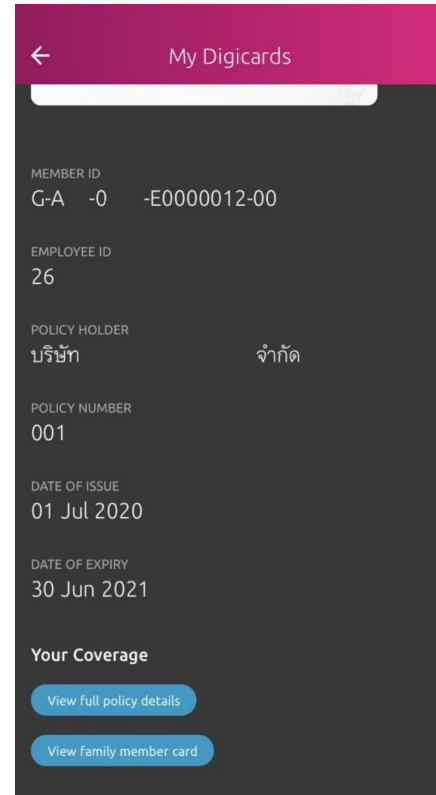 My Digicards
MEMBER ID
G-A -0 -E0000012-00
EMPLOYEE ID
26
POLICY HOLDER
บริษัท จำกัด
POLICY NUMBER
001
DATE OF ISSUE
01 Jul 2020
DATE OF EXPIRY
30 Jun 2021
Your Coverage
View full policy details
View family member card